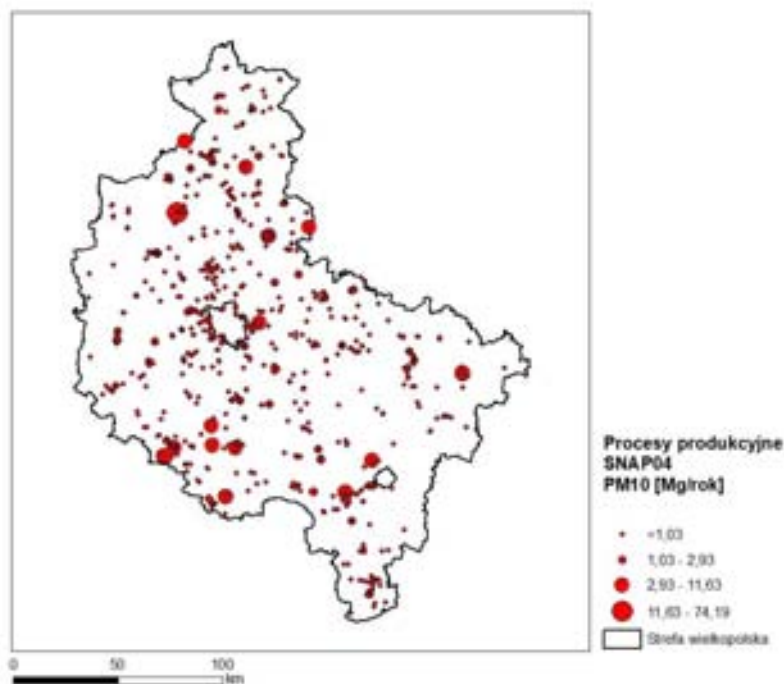 Procesy produkcyjne
SNAP04
PM10 [Mg/rok]
<1,03
1,03 - 2,93
2,93 - 11,63
11,63 - 74,19
Strefa wielkopolska
0 50 100
km